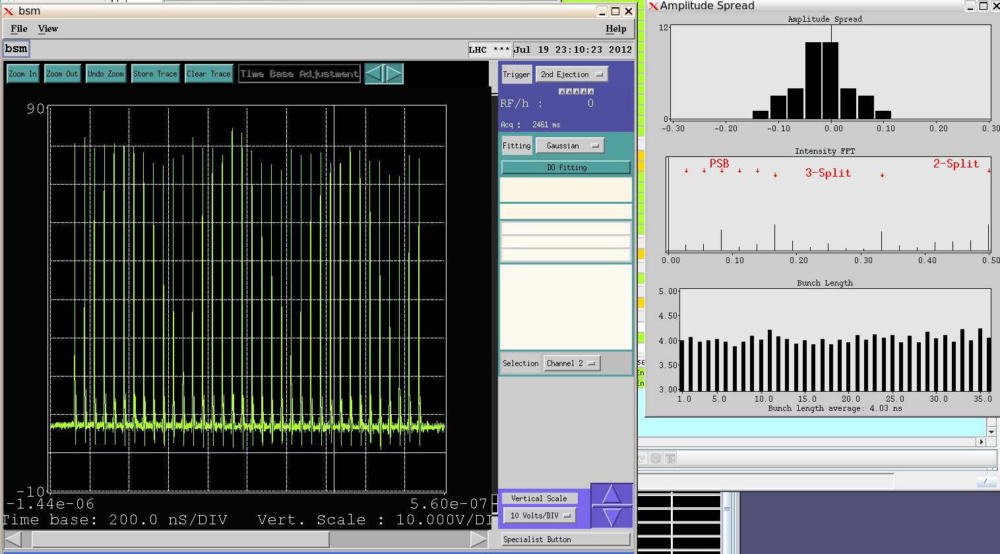 bsm
File View Help
bsm LHC *** Jul 19 23:10:23 2012
Zoom In Zoom Out Undo Zoom Store Trace Clear Trace Time Base Adjustment
90
-10
-1.44e-06 5.60e-07
Time base: 200.0 nS/DIV Vert. Scale : 10.000V/DI
Trigger 2nd Ejection
RF/h : 0
Acq : 2461 ms
Fitting Gaussian
DO fitting
Selection Channel 2
Vertical Scale
10 Volts/DIV
Specialist Button
se
En
En
Amplitude Spread
Amplitude Spread
12
0
-0.30 -0.20 -0.10 0.00 0.10 0.20 0.30
Intensity FFT
PSB 2-Split
3-Split
0.00 0.10 0.20 0.30 0.40 0.50
Bunch Length
5.00
4.50
4.00
3.50
3.00
1.0 5.0 10.0 15.0 20.0 25.0 30.0 35.0
Bunch length average: 4.03 ns